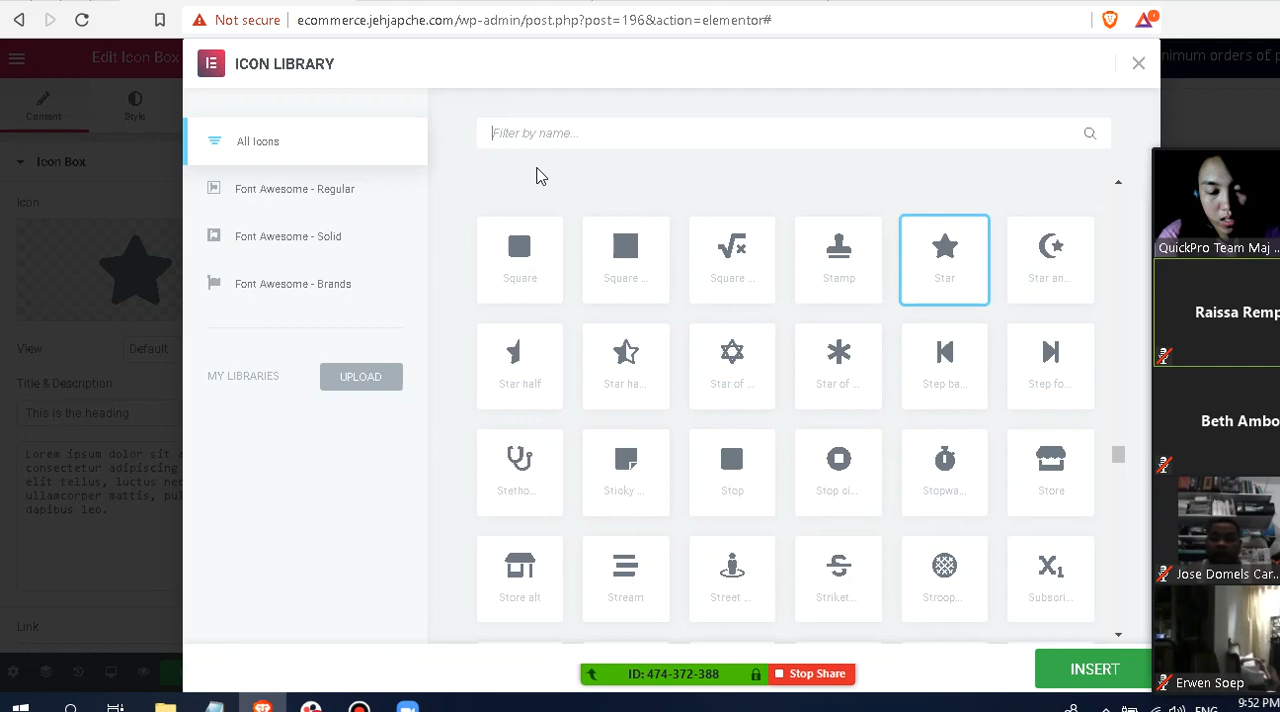 Not secure
ecommerce.jehjapche.com/wp-admin/post.php?post=196&action=elementor#
Edit Icon Box
ICON LIBRARY
nimum orders of p
Content
Style
All Icons
Filter by name...
Icon Box
Font Awesome - Regular
Icon
Font Awesome - Solid
Font Awesome - Brands
Square
Square ...
Square ...
Stamp
Star
Star an...
View
Default
MY LIBRARIES
UPLOAD
Star half
Star ha...
Star of ...
Star of ...
Step ba...
Step fo...
Title & Description
This is the heading
Lorem ipsum dolor sit a
consectetur adipiscing
elit tellus, luctus nec
ullamcorper mattis, pul
dapibus leo.
Stetho...
Sticky ...
Stop
Stop ci...
Stopwa...
Store
Store alt
Stream
Street ...
Striket...
Stroop...
Subscri...
Link
ID: 474-372-388
Stop Share
INSERT
QuickPro Team Maj ...
Raissa Remp
Beth Ambo
Jose Domels Car...
Erwen Soep
ENG
9:52 PM